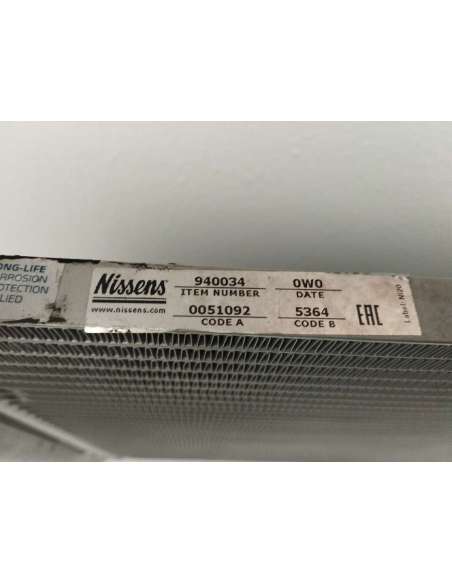 ONG-LIFE
RROSION
OTECTION
LIED
Nissens
www.nissens.com
940034
ITEM NUMBER
0W0
DATE
0051092
CODE A
5364
CODE B
EAC